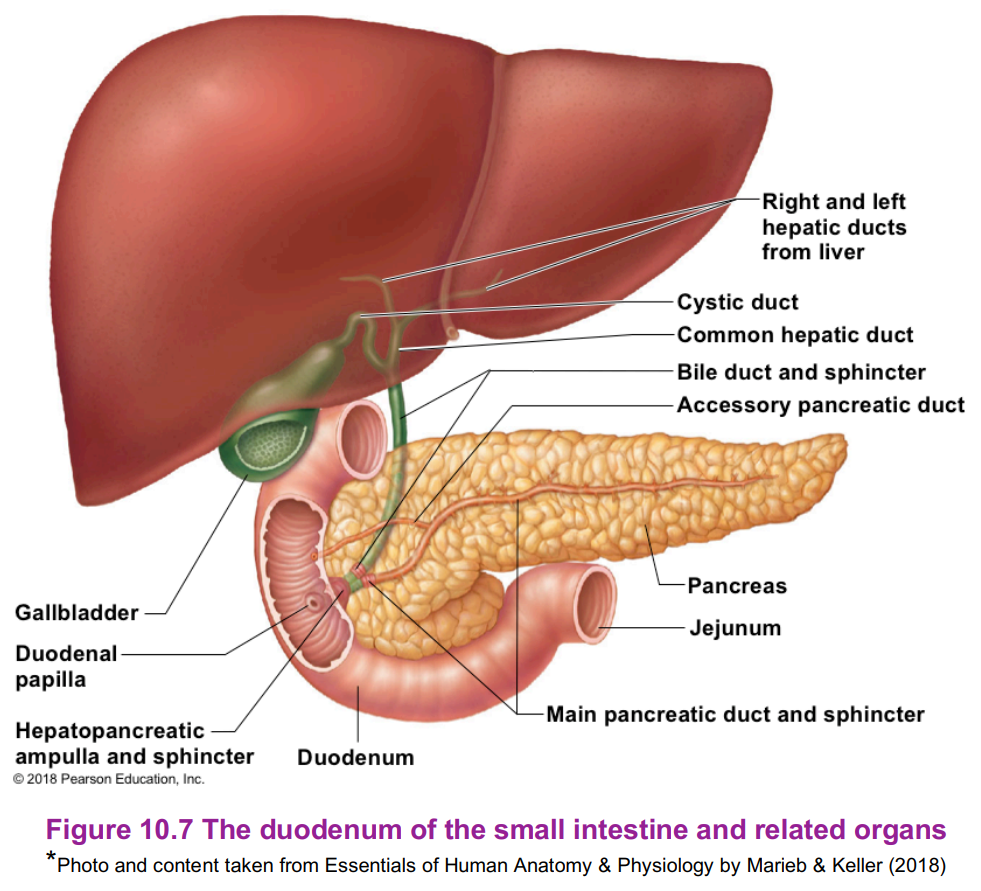 Right and left
hepatic ducts
from liver
Cystic duct
Common hepatic duct
Bile duct and sphincter
Accessory pancreatic duct
Pancreas
Jejunum
Main pancreatic duct and sphincter
Gallbladder
Duodenal
papilla
Hepatopancreatic
ampulla and sphincter
Duodenum
© 2018 Pearson Education, Inc.
Figure 10.7 The duodenum of the small intestine and related organs
*Photo and content taken from Essentials of Human Anatomy & Physiology by Marieb & Keller (2018)